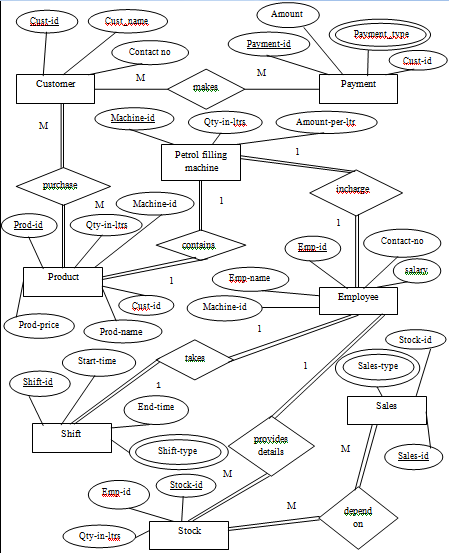 Amount
Cust-id
Cust_name
Payment_type
Payment-id
Contact no
Cust-id
Customer
M
makes
M
Payment
Machine-id
Qty-in-ltrs
Amount-per-ltr
M
Petrol filling
machine
1
purchase
incharge
M
Machine-id
1
Prod-id
Qty-in-ltrs
1
contains
Emp-id
Contact-no
Product
1
Emp-name
salary
Cust-id
Machine-id
Employee
Prod-price
Prod-name
1
Stock-id
Start-time
takes
1
Sales-type
Shift-id
1
End-time
Sales
Shift
Shift-type
provides
details
M
Sales-id
M
Emp-id
Stock-id
M
depend
on
Qty-in-ltrs
Stock